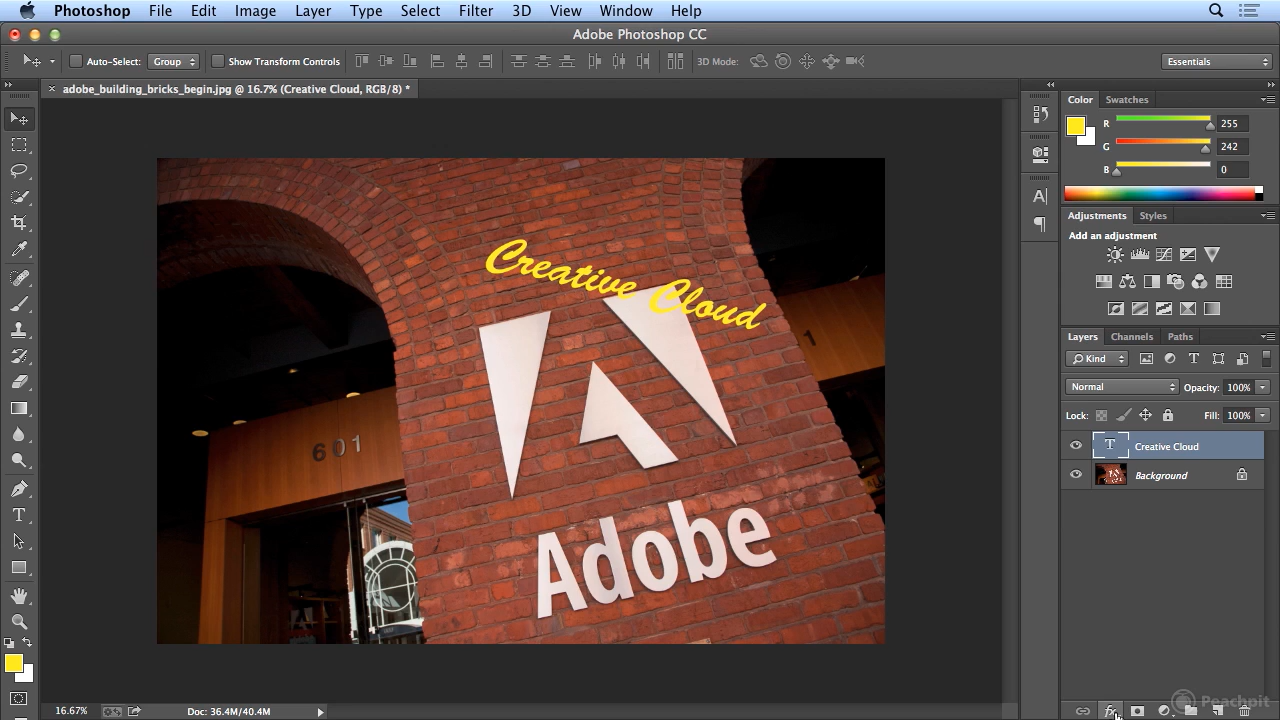 Photoshop File Edit Image Layer Type Select Filter 3D View Window Help
Adobe Photoshop CC
Auto-Select: Group Show Transform Controls 3D Mode: Essentials
adobe_building_bricks_begin.jpg @ 16.7% (Creative Cloud, RGB/8) *
Color Swatches
R 255
G 242
B 0
Adjustments Styles
Add an adjustment
Creative Cloud
1
601
Adobe
Layers Channels Paths
Kind
Normal Opacity: 100%
Lock: Fill: 100%
T Creative Cloud
Background
16.67% Doc: 36.4M/40.4M
fx
Peachpit